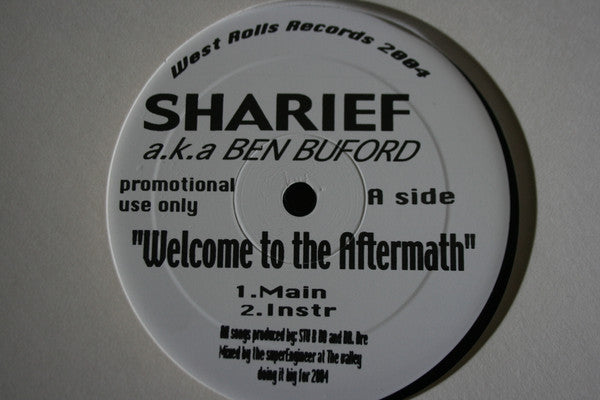 West Rolls Records 2004
SHARIEF
a.k.a BEN BUFORD
promotional
use only
A side
"Welcome to the Aftermath"
1.Main
2.Instr
All songs produced by: STU B DO and DR. Dre
Mixed by the superEngineer at The valley
doing it big for 2004